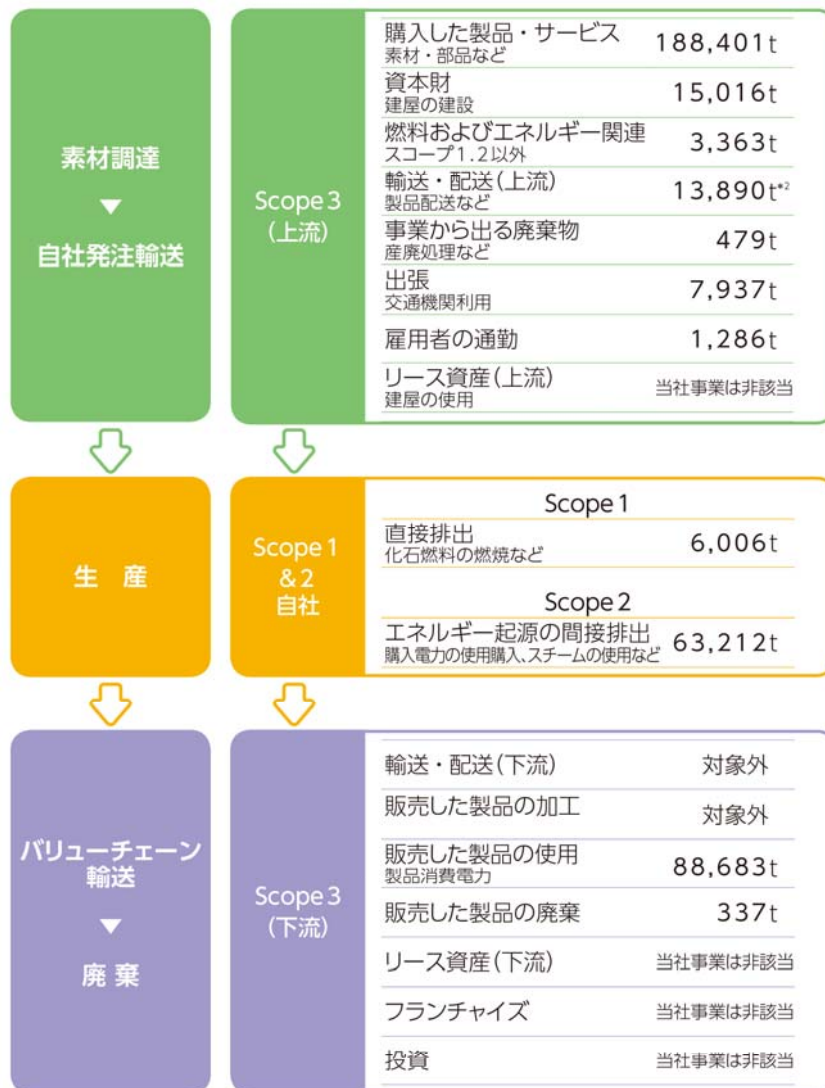 素材調達
▼
自社発注輸送
Scope3
(上流)
購入した製品・サービス 188,401t
素材・部品など
資本財 15,016t
建屋の建設
燃料およびエネルギー関連 3,363t
スコープ1.2以外
輸送・配送(上流) 13,890t*2
製品配送など
事業から出る廃棄物 479t
産廃処理など
出張 7,937t
交通機関利用
雇用者の通勤 1,286t
リース資産(上流) 当社事業は非該当
建屋の使用
生 産
Scope1
&2
自社
Scope1
直接排出 6,006t
化石燃料の燃焼など
Scope2
エネルギー起源の間接排出 63,212t
購入電力の使用購入、スチームの使用など
バリューチェーン
輸送
▼
廃 棄
Scope3
(下流)
輸送・配送(下流) 対象外
販売した製品の加工 対象外
販売した製品の使用 88,683t
製品消費電力
販売した製品の廃棄 337t
リース資産(下流) 当社事業は非該当
フランチャイズ 当社事業は非該当
投資 当社事業は非該当